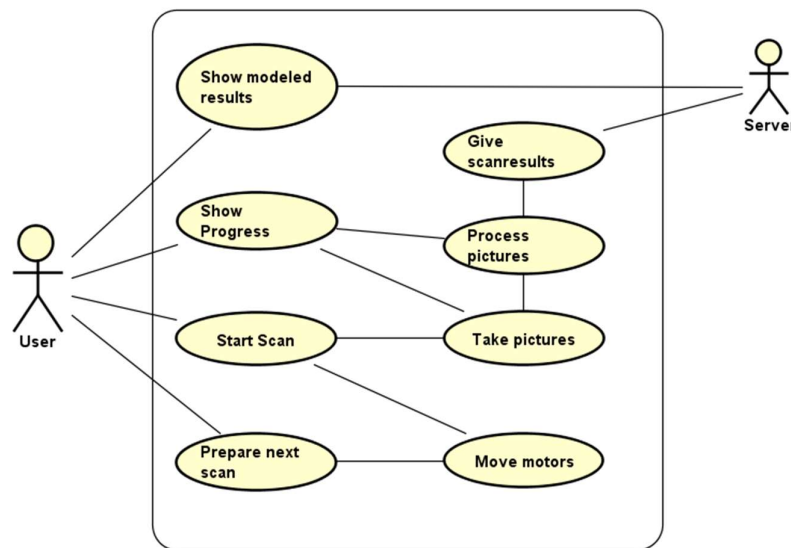 Show modeled
results
Server
Give
scanresults
Show
Progress
Process
pictures
User
Start Scan
Take pictures
Prepare next
scan
Move motors